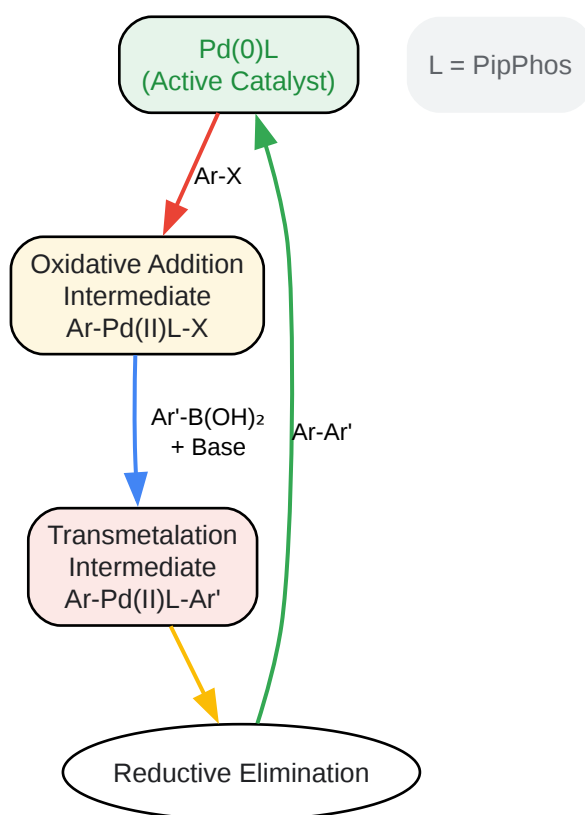 Pd(0)L
(Active Catalyst)
L = PipPhos
Ar-X
Oxidative Addition
Intermediate
Ar-Pd(II)L-X
Ar'-B(OH)₂
+ Base
Ar-Ar'
Transmetalation
Intermediate
Ar-Pd(II)L-Ar'
Reductive Elimination